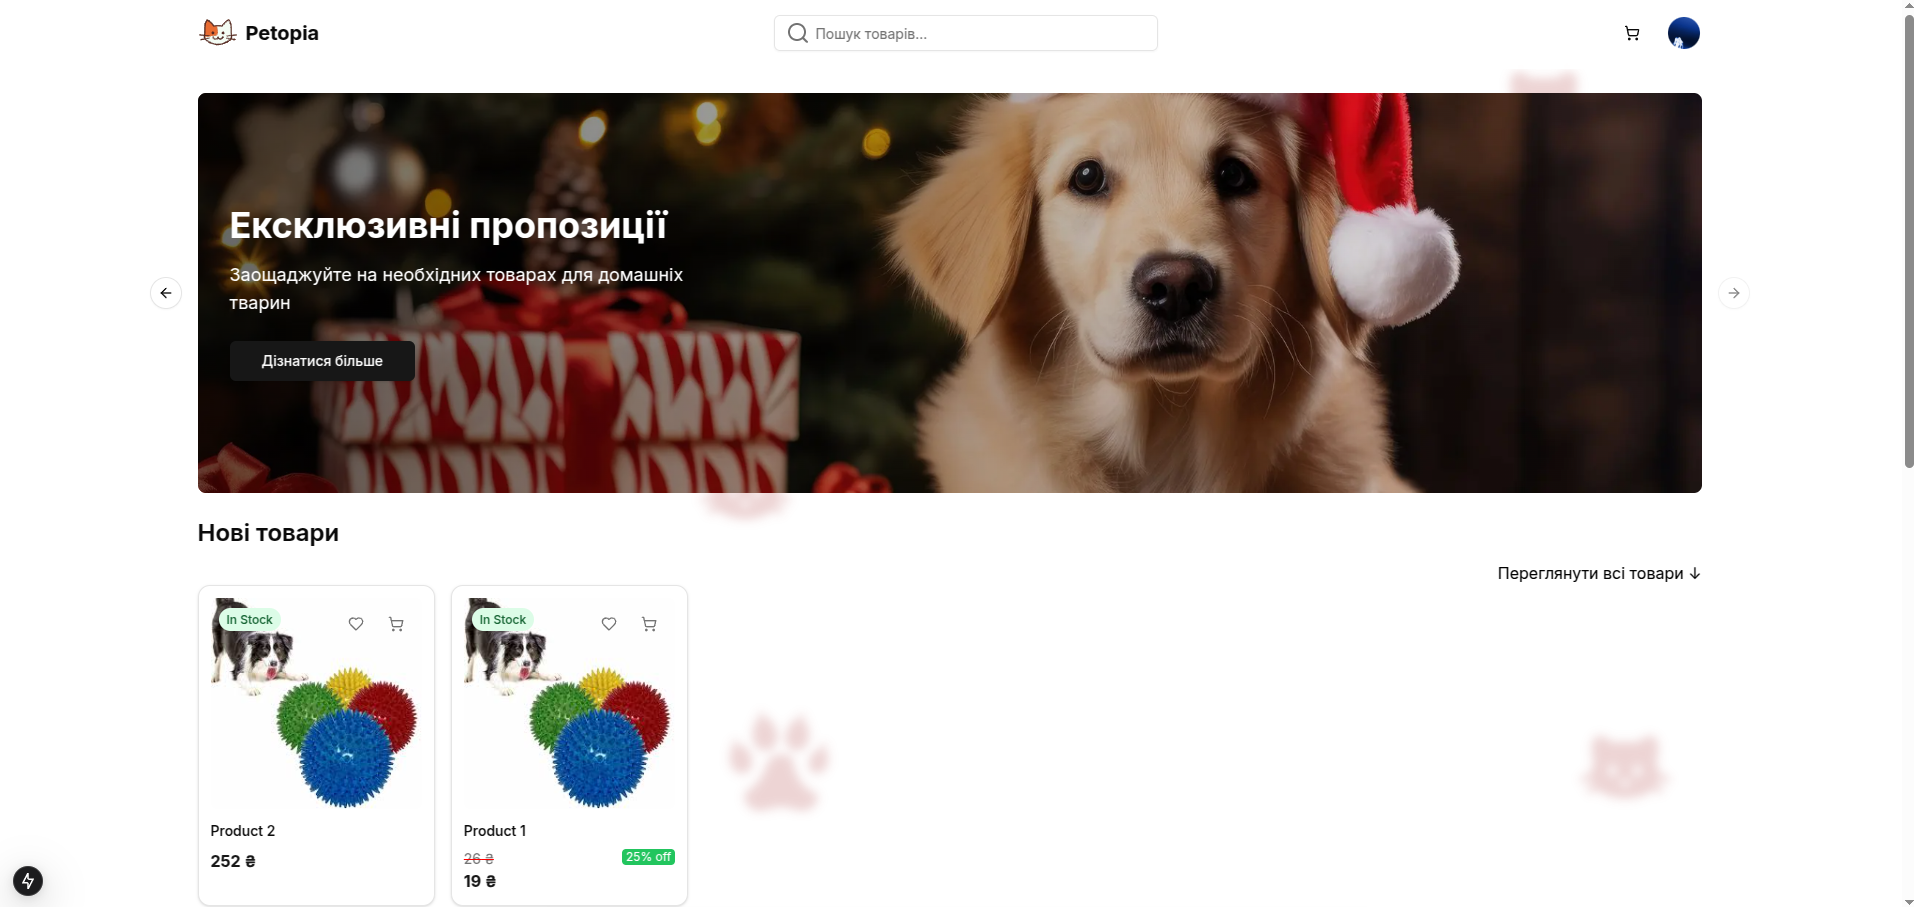 Petopia
Пошук товарів...
Ексклюзивні пропозиції
Заощаджуйте на необхідних товарах для домашніх
тварин
Дізнатися більше
Нові товари
Переглянути всі товари ↓
In Stock
In Stock
Product 2
252 ₴
Product 1
26 ₴
25% off
19 ₴